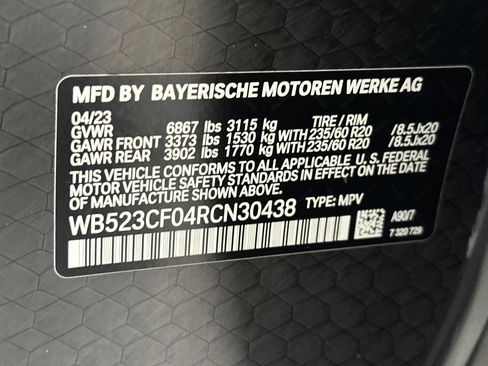 MFD BY BAYERISCHE MOTOREN WERKE AG
04/23 TIRE / RIM
GVWR 6867 lbs 3115 kg
GAWR FRONT 3373 lbs 1530 kg WITH 235/60 R20 /8.5Jx20
GAWR REAR 3902 lbs 1770 kg WITH 235/60 R20 /8.5Jx20
THIS VEHICLE CONFORMS TO ALL APPLICABLE U.S. FEDERAL
MOTOR VEHICLE SAFETY STANDARDS IN EFFECT ON THE DATE
OF MANUFACTURE SHOWN ABOVE.
WB523CF04RCN30438 TYPE: MPV
A90/7
7 320 729